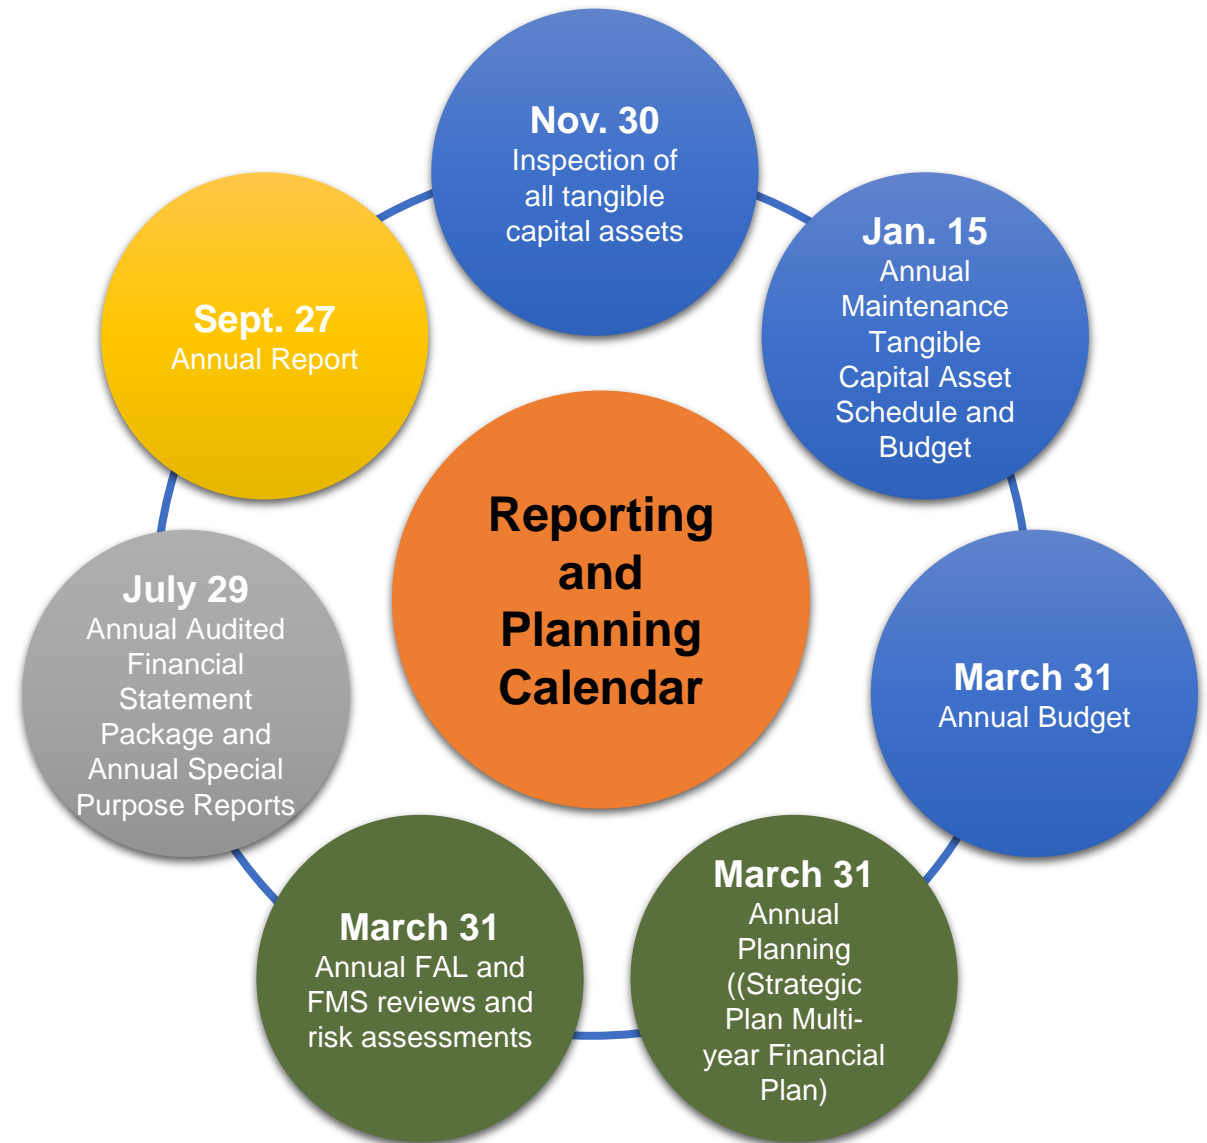 Nov. 30
Inspection of
all tangible
capital assets
Jan. 15
Annual
Maintenance
Tangible
Capital Asset
Schedule and
Budget
March 31
Annual Budget
March 31
Annual
Planning
((Strategic
Plan Multi-
year Financial
Plan)
March 31
Annual FAL and
FMS reviews and
risk assessments
July 29
Annual Audited
Financial
Statement
Package and
Annual Special
Purpose Reports
Sept. 27
Annual Report
Reporting
and
Planning
Calendar